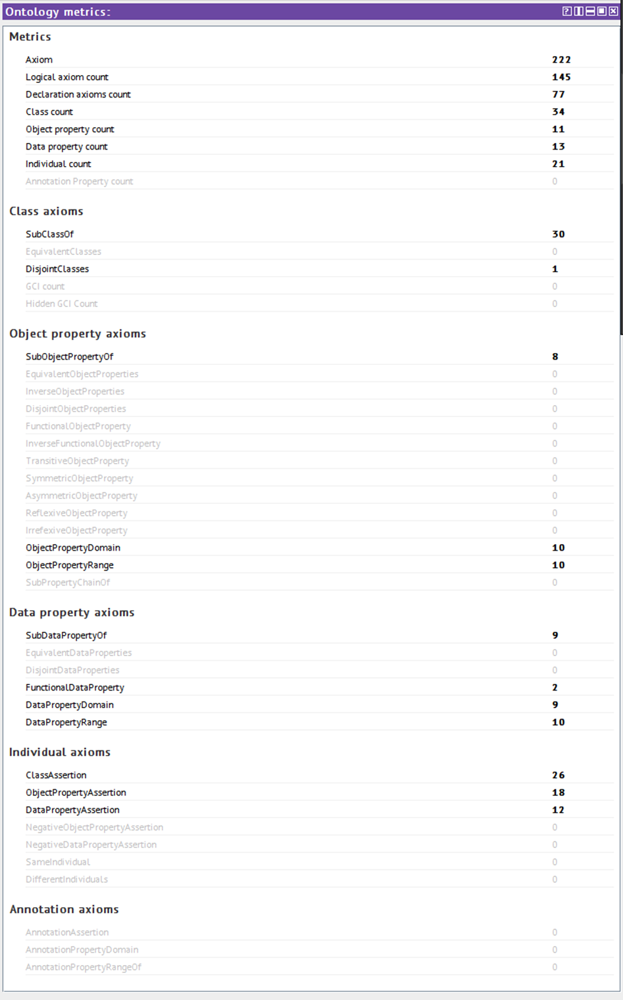 Ontology metrics:
Metrics
Axiom 222
Logical axiom count 145
Declaration axioms count 77
Class count 34
Object property count 11
Data property count 13
Individual count 21
Annotation Property count 0
Class axioms
SubClassOf 30
EquivalentClasses 0
DisjointClasses 1
GCI count 0
Hidden GCI Count 0
Object property axioms
SubObjectPropertyOf 8
EquivalentObjectProperties 0
InverseObjectProperties 0
DisjointObjectProperties 0
FunctionalObjectProperty 0
InverseFunctionalObjectProperty 0
TransitiveObjectProperty 0
SymmetricObjectProperty 0
AsymmetricObjectProperty 0
ReflexiveObjectProperty 0
IrrefexiveObjectProperty 0
ObjectPropertyDomain 10
ObjectPropertyRange 10
SubPropertyChainOf 0
Data property axioms
SubDataPropertyOf 9
EquivalentDataProperties 0
DisjointDataProperties 0
FunctionalDataProperty 2
DataPropertyDomain 9
DataPropertyRange 10
Individual axioms
ClassAssertion 26
ObjectPropertyAssertion 18
DataPropertyAssertion 12
NegativeObjectPropertyAssertion 0
NegativeDataPropertyAssertion 0
SameIndividual 0
DifferentIndividuals 0
Annotation axioms
AnnotationAssertion 0
AnnotationPropertyDomain 0
AnnotationPropertyRangeOf 0